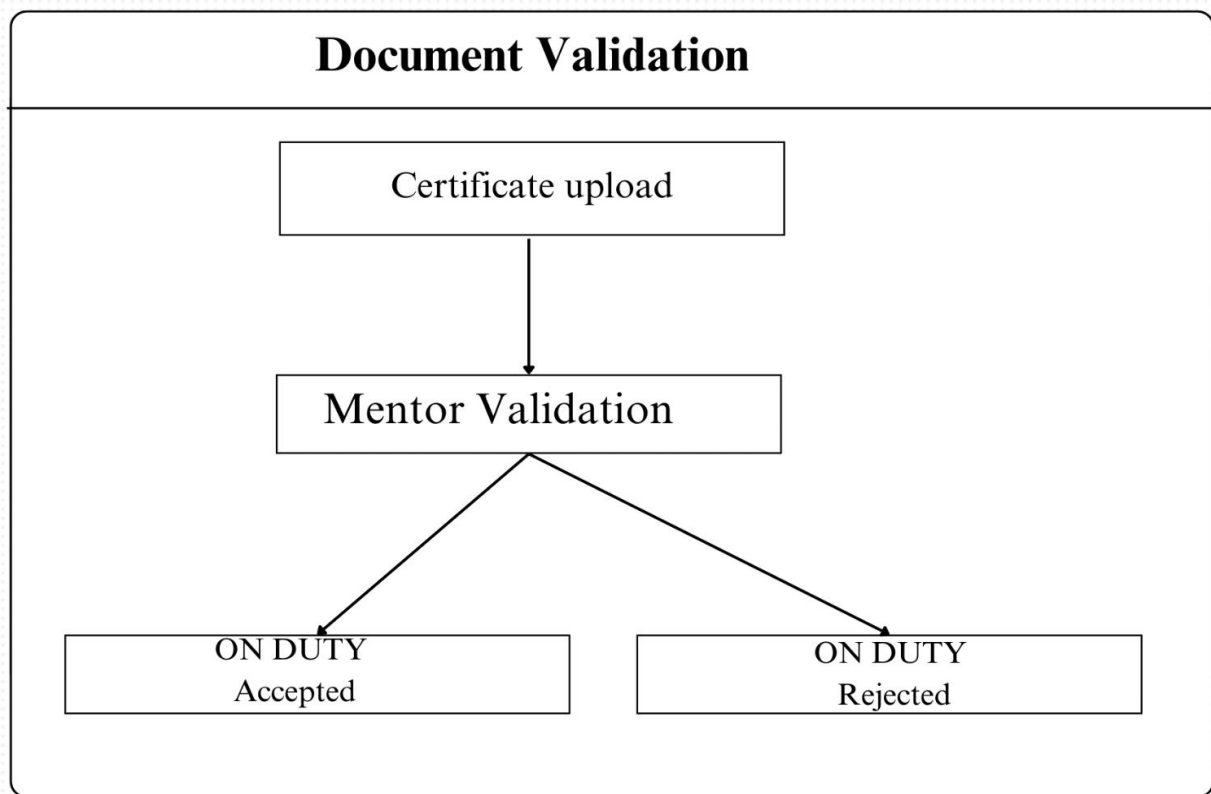 Document Validation
Certificate upload
Mentor Validation
ON DUTY
Accepted
ON DUTY
Rejected